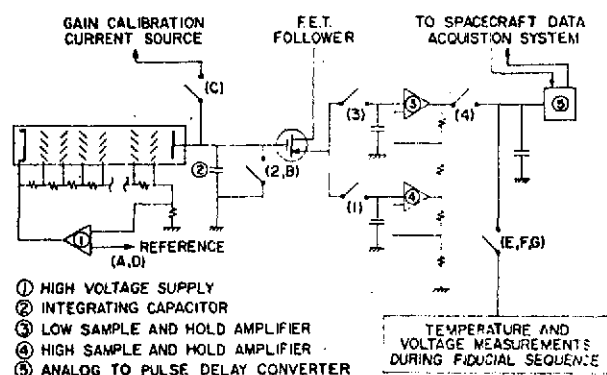 GAIN CALIBRATION
CURRENT SOURCE
F.E.T.
FOLLOWER
TO SPACECRAFT DATA
ACQUISTION SYSTEM
(C)
(3)
③
(4)
⑤
②
(2,B)
(1)
④
①
REFERENCE
(A,D)
(E,F,G)
① HIGH VOLTAGE SUPPLY
② INTEGRATING CAPACITOR
③ LOW SAMPLE AND HOLD AMPLIFIER
④ HIGH SAMPLE AND HOLD AMPLIFIER
⑤ ANALOG TO PULSE DELAY CONVERTER
TEMPERATURE AND
VOLTAGE MEASUREMENTS
DURING FIDUCIAL SEQUENCE